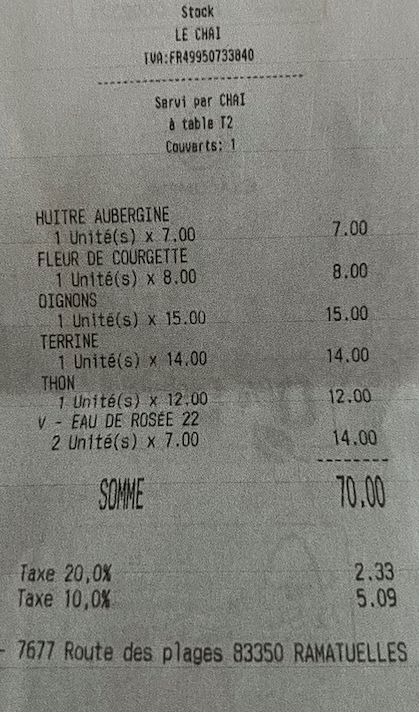 Stock
LE CHAI
TVA:FR49950733840
Servi par CHAI
à table T2
Couverts: 1
HUITRE AUBERGINE
1 Unité(s) x 7.00 7.00
FLEUR DE COURGETTE
1 Unité(s) x 8.00 8.00
OIGNONS
1 Unité(s) x 15.00 15.00
TERRINE
1 Unité(s) x 14.00 14.00
THON
1 Unité(s) x 12.00 12.00
V - EAU DE ROSÉE 22
2 Unité(s) x 7.00 14.00
SOMME 70.00
Taxe 20,0% 2.33
Taxe 10,0% 5.09
- 7677 Route des plages 83350 RAMATUELLES